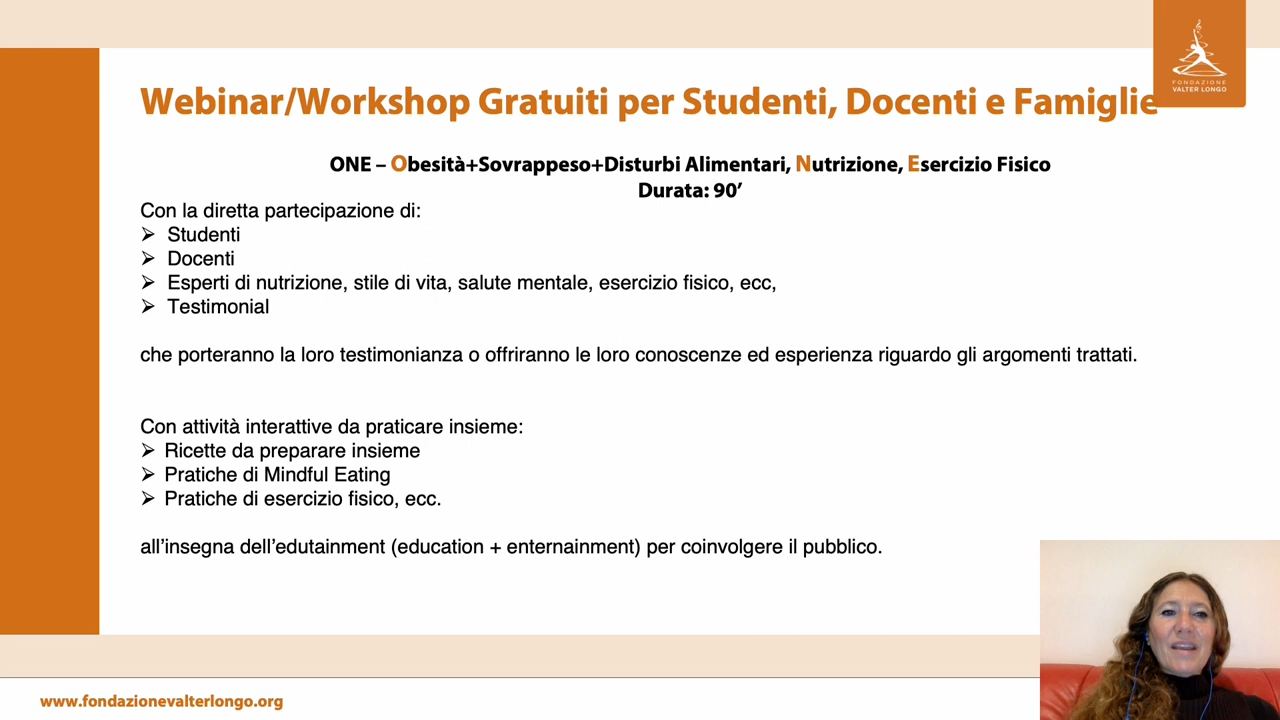 FONDAZIONE
VALTER LONGO
Webinar/Workshop Gratuiti per Studenti, Docenti e Famiglie
ONE – Obesità+Sovrappeso+Disturbi Alimentari, Nutrizione, Esercizio Fisico
Durata: 90’
Con la diretta partecipazione di:
➢ Studenti
➢ Docenti
➢ Esperti di nutrizione, stile di vita, salute mentale, esercizio fisico, ecc,
➢ Testimonial
che porteranno la loro testimonianza o offriranno le loro conoscenze ed esperienza riguardo gli argomenti trattati.
Con attività interattive da praticare insieme:
➢ Ricette da preparare insieme
➢ Pratiche di Mindful Eating
➢ Pratiche di esercizio fisico, ecc.
all’insegna dell’edutainment (education + enternainment) per coinvolgere il pubblico.
www.fondazionevalterlongo.org